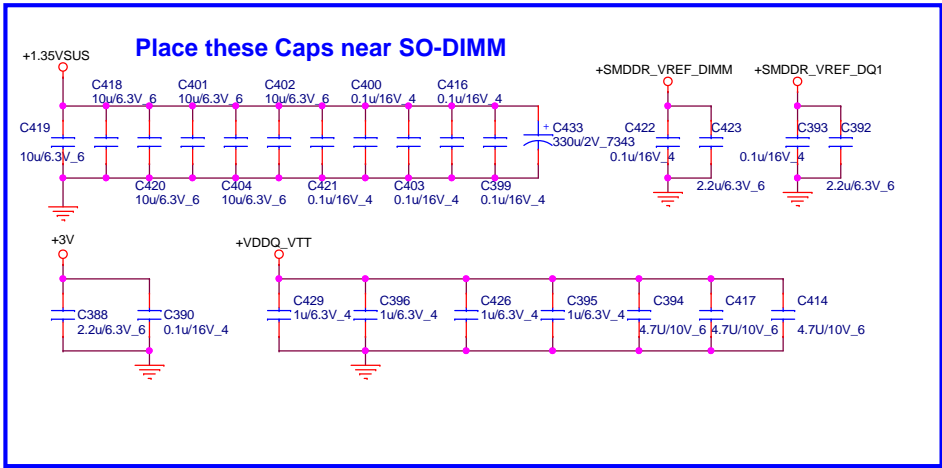 Place these Caps near SO-DIMM
+1.35VSUS
+SMDDR_VREF_DIMM
+SMDDR_VREF_DQ1
C418
C401
C402
C400
C416
10u/6.3V_6
10u/6.3V_6
10u/6.3V_6
0.1u/16V_4
0.1u/16V_4
C419
+
C433
C422
C423
C393
C392
330u/2V_7343
10u/6.3V_6
0.1u/16V_4
0.1u/16V_4
C420
C404
C421
C403
C399
2.2u/6.3V_6
2.2u/6.3V_6
10u/6.3V_6
10u/6.3V_6
0.1u/16V_4
0.1u/16V_4
0.1u/16V_4
+3V
+VDDQ_VTT
C388
C390
C429
C396
C426
C395
C394
C417
C414
2.2u/6.3V_6
0.1u/16V_4
1u/6.3V_4
1u/6.3V_4
1u/6.3V_4
1u/6.3V_4
4.7U/10V_6
4.7U/10V_6
4.7U/10V_6